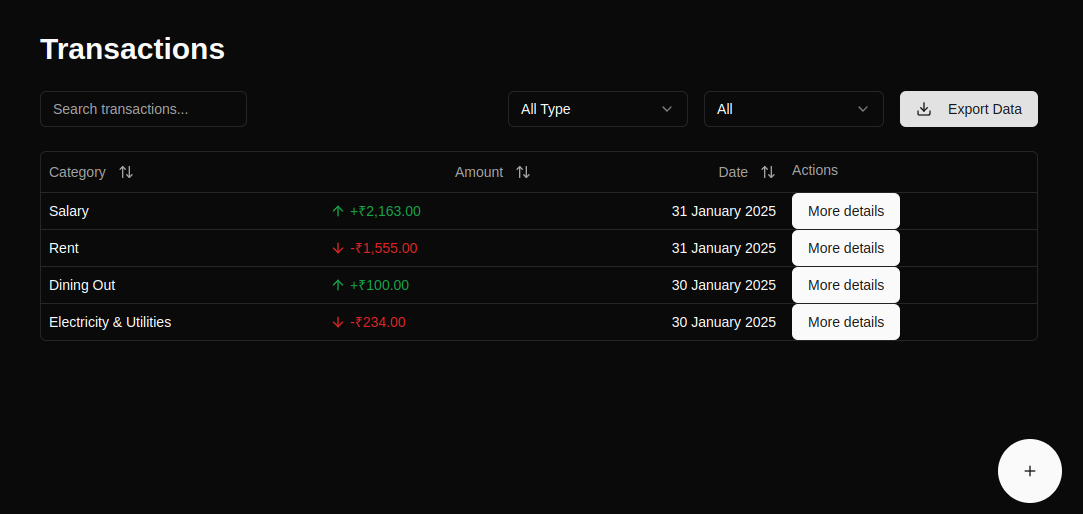 Transactions
Search transactions... All Type All Export Data
Category Amount Date Actions
Salary +₹2,163.00 31 January 2025 More details
Rent -₹1,555.00 31 January 2025 More details
Dining Out +₹100.00 30 January 2025 More details
Electricity & Utilities -₹234.00 30 January 2025 More details
+